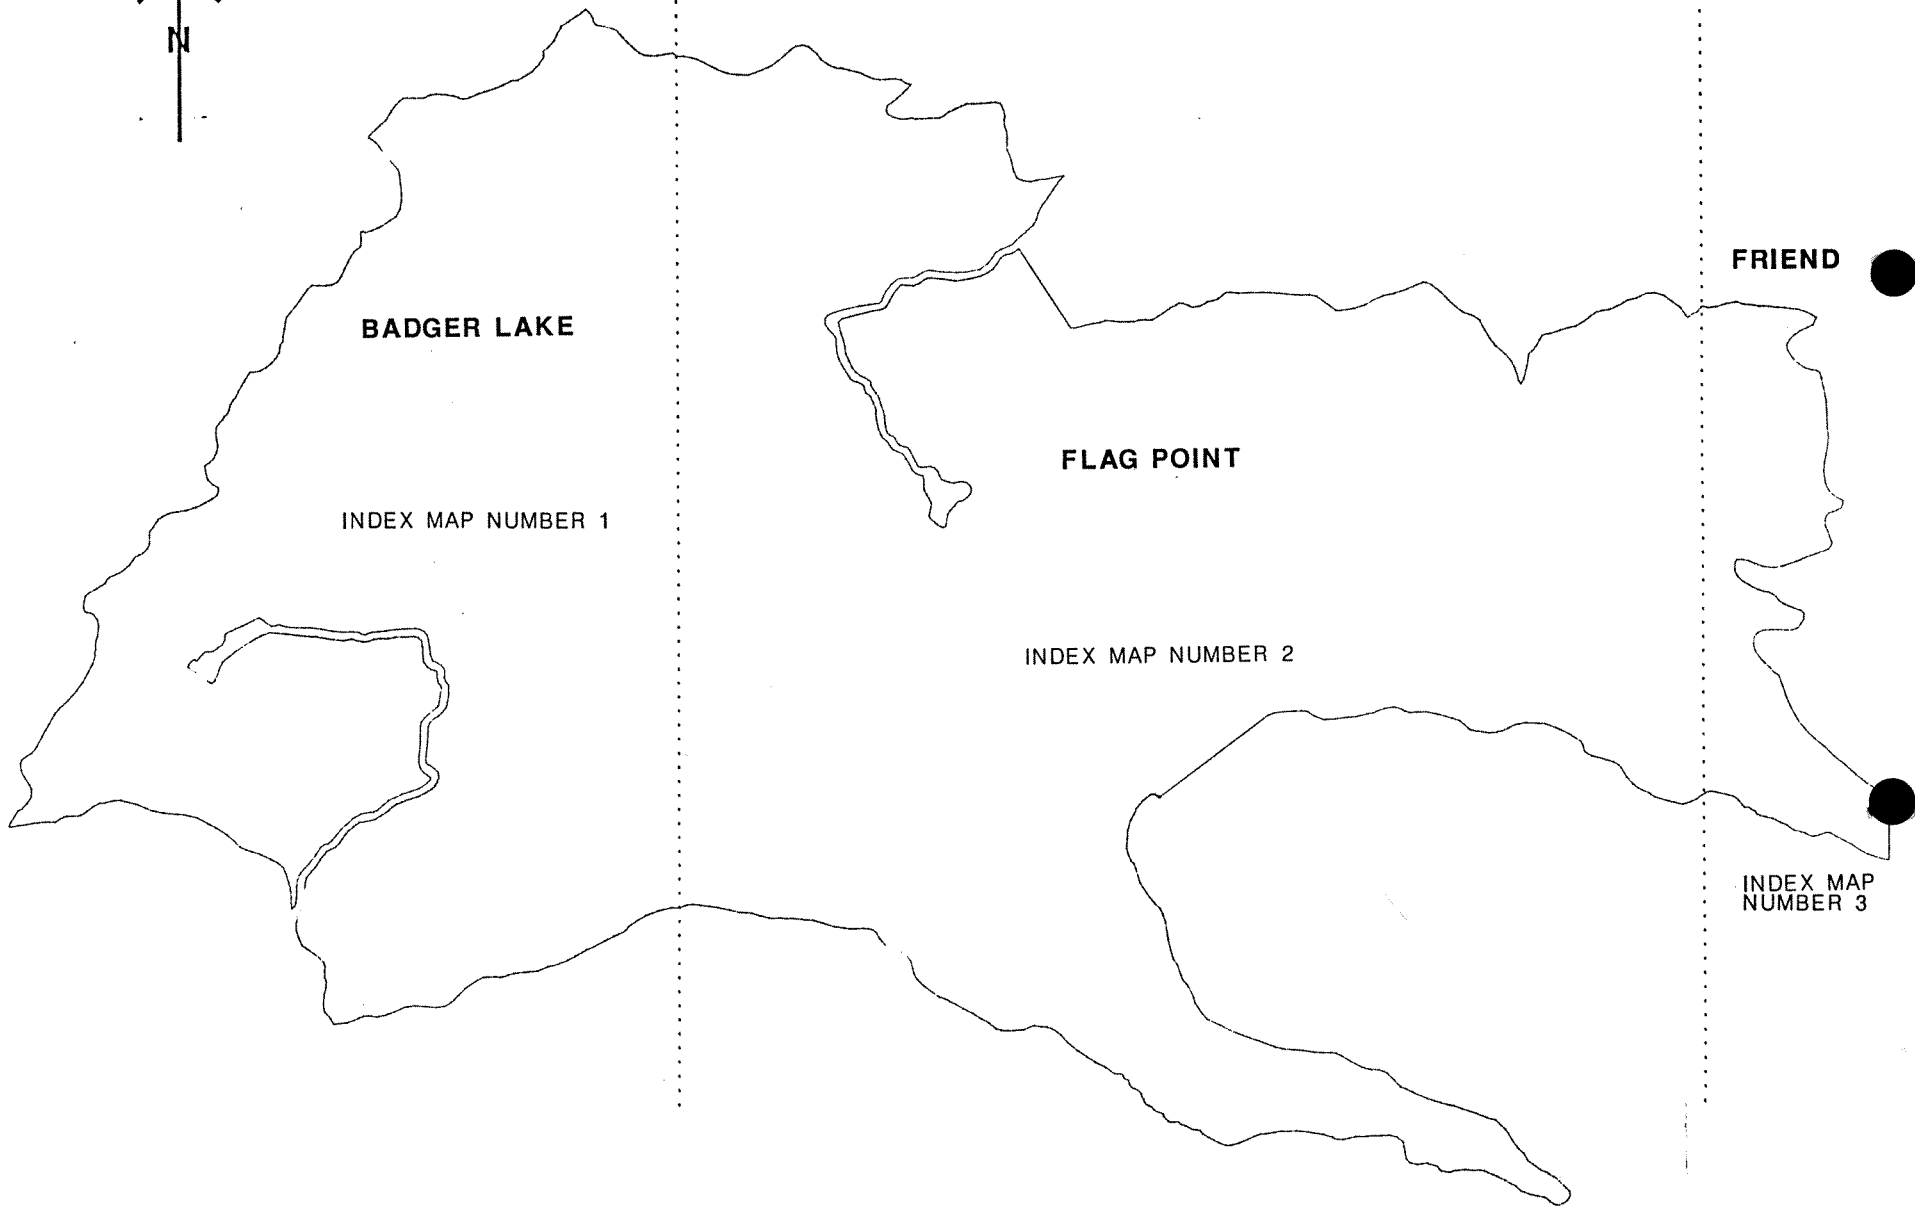 N
FRIEND
BADGER LAKE
FLAG POINT
INDEX MAP NUMBER 1
INDEX MAP NUMBER 2
INDEX MAP
NUMBER 3